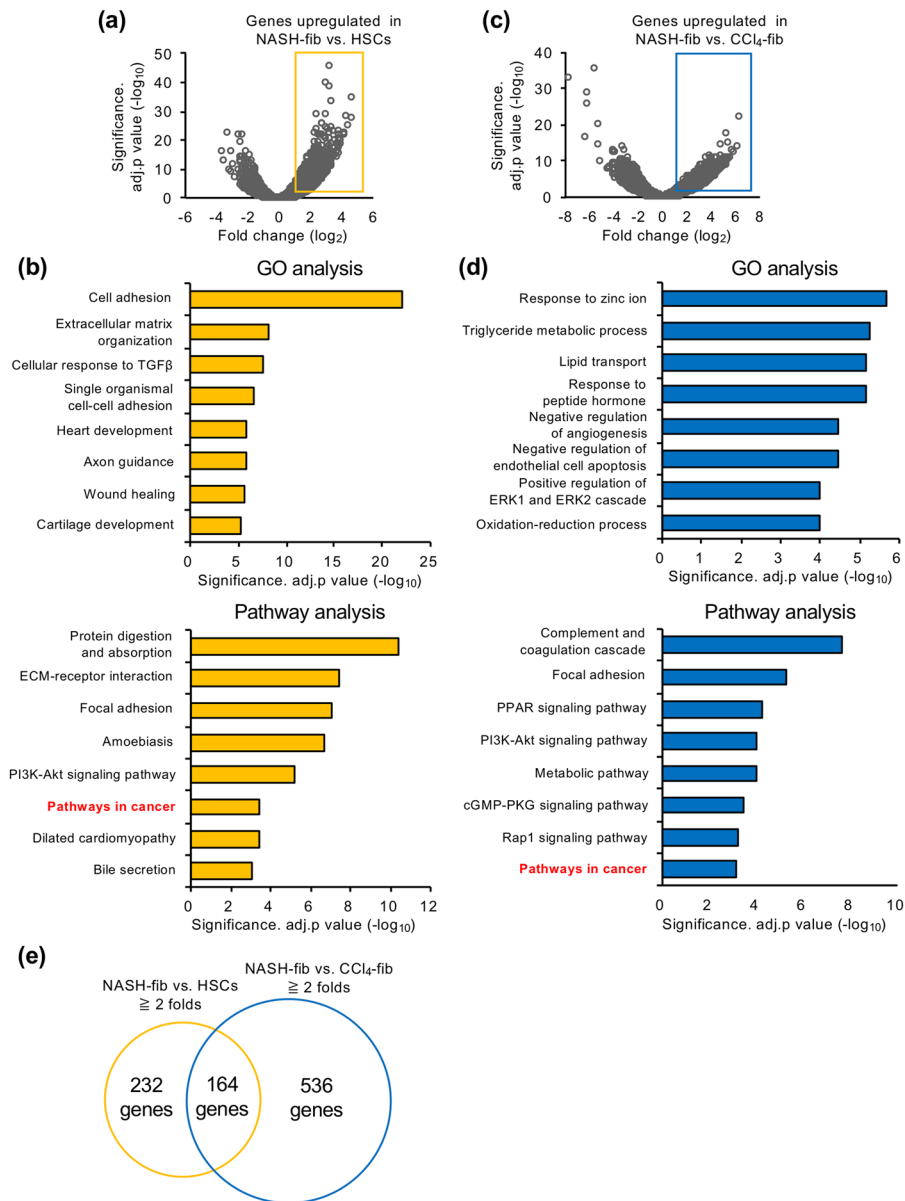 (a)
Genes upregulated in
NASH-fib vs. HSCs
Significance.
adj.p value (-log10)
50
40
30
20
10
0
-6 -4 -2 0 2 4 6
Fold change (log2)
(c)
Genes upregulated in
NASH-fib vs. CCl4-fib
Significance.
adj.p value (-log10)
40
30
20
10
0
-8 -6 -4 -2 0 2 4 6 8
Fold change (log2)
(b)
GO analysis
Cell adhesion
Extracellular matrix
organization
Cellular response to TGFβ
Single organismal
cell-cell adhesion
Heart development
Axon guidance
Wound healing
Cartilage development
0 5 10 15 20 25
Significance. adj.p value (-log10)
Pathway analysis
Protein digestion
and absorption
ECM-receptor interaction
Focal adhesion
Amoebiasis
PI3K-Akt signaling pathway
Pathways in cancer
Dilated cardiomyopathy
Bile secretion
0 2 4 6 8 10 12
Significance. adj.p value (-log10)
(d)
GO analysis
Response to zinc ion
Triglyceride metabolic process
Lipid transport
Response to
peptide hormone
Negative regulation
of angiogenesis
Negative regulation of
endothelial cell apoptosis
Positive regulation of
ERK1 and ERK2 cascade
Oxidation-reduction process
0 1 2 3 4 5 6
Significance. adj.p value (-log10)
Pathway analysis
Complement and
coagulation cascade
Focal adhesion
PPAR signaling pathway
PI3K-Akt signaling pathway
Metabolic pathway
cGMP-PKG signaling pathway
Rap1 signaling pathway
Pathways in cancer
0 2 4 6 8 10
Significance. adj.p value (-log10)
(e)
NASH-fib vs. HSCs
≧ 2 folds
NASH-fib vs. CCl4-fib
≧ 2 folds
232
genes
164
genes
536
genes